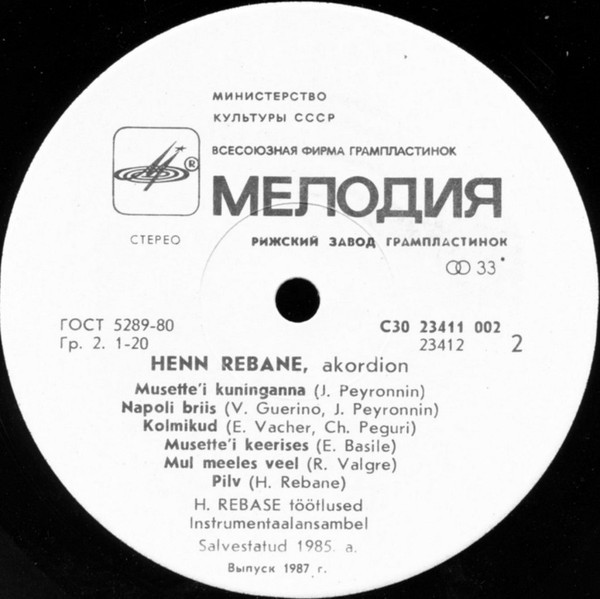 МИНИСТЕРСТВО
КУЛЬТУРЫ СССР
ВСЕСОЮЗНАЯ ФИРМА ГРАМПЛАСТИНОК
®
МЕЛОДИЯ
СТЕРЕО
РИЖСКИЙ ЗАВОД ГРАМПЛАСТИНОК
33
ГОСТ 5289-80
С30 23411 002
Гр. 2. 1-20
23412 2
HENN REBANE, akordion
Musette'i kuninganna (J. Peyronnin)
Napoli briis (V. Guerino, J. Peyronnin)
Kolmikud (E. Vacher, Ch. Peguri)
Musette'i keerises (E. Basile)
Mul meeles veel (R. Valgre)
Pilv (H. Rebane)
H. REBASE töötlused
Instrumentaalansambel
Salvestatud 1985. a.
Выпуск 1987 г.